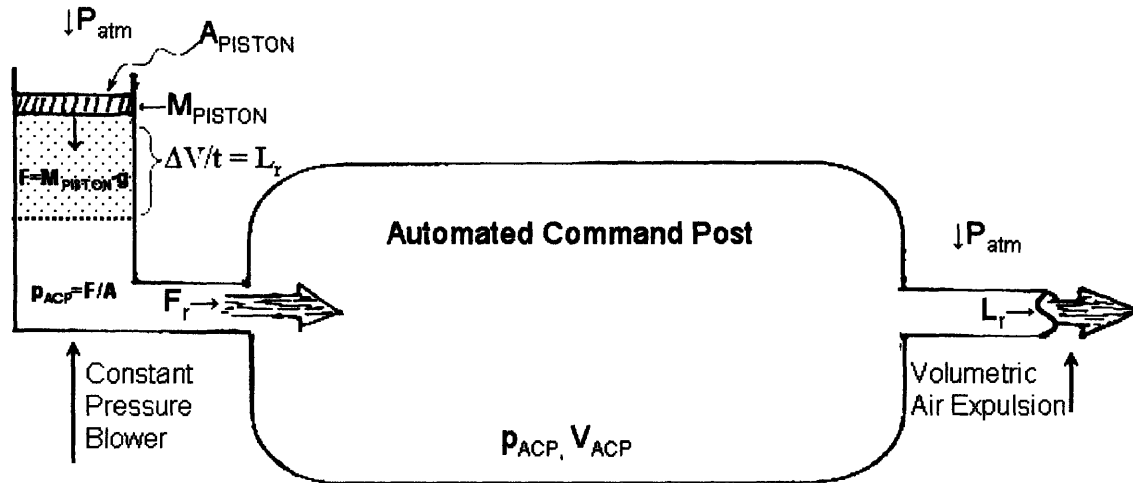 ↓P_atm
A_PISTON
←M_PISTON
ΔV/t = L_r
F=M_PISTON·g
Automated Command Post
↓P_atm
p_ACP=F/A
F_r→
L_r→
Constant
Pressure
Blower
Volumetric
Air Expulsion
p_ACP, V_ACP